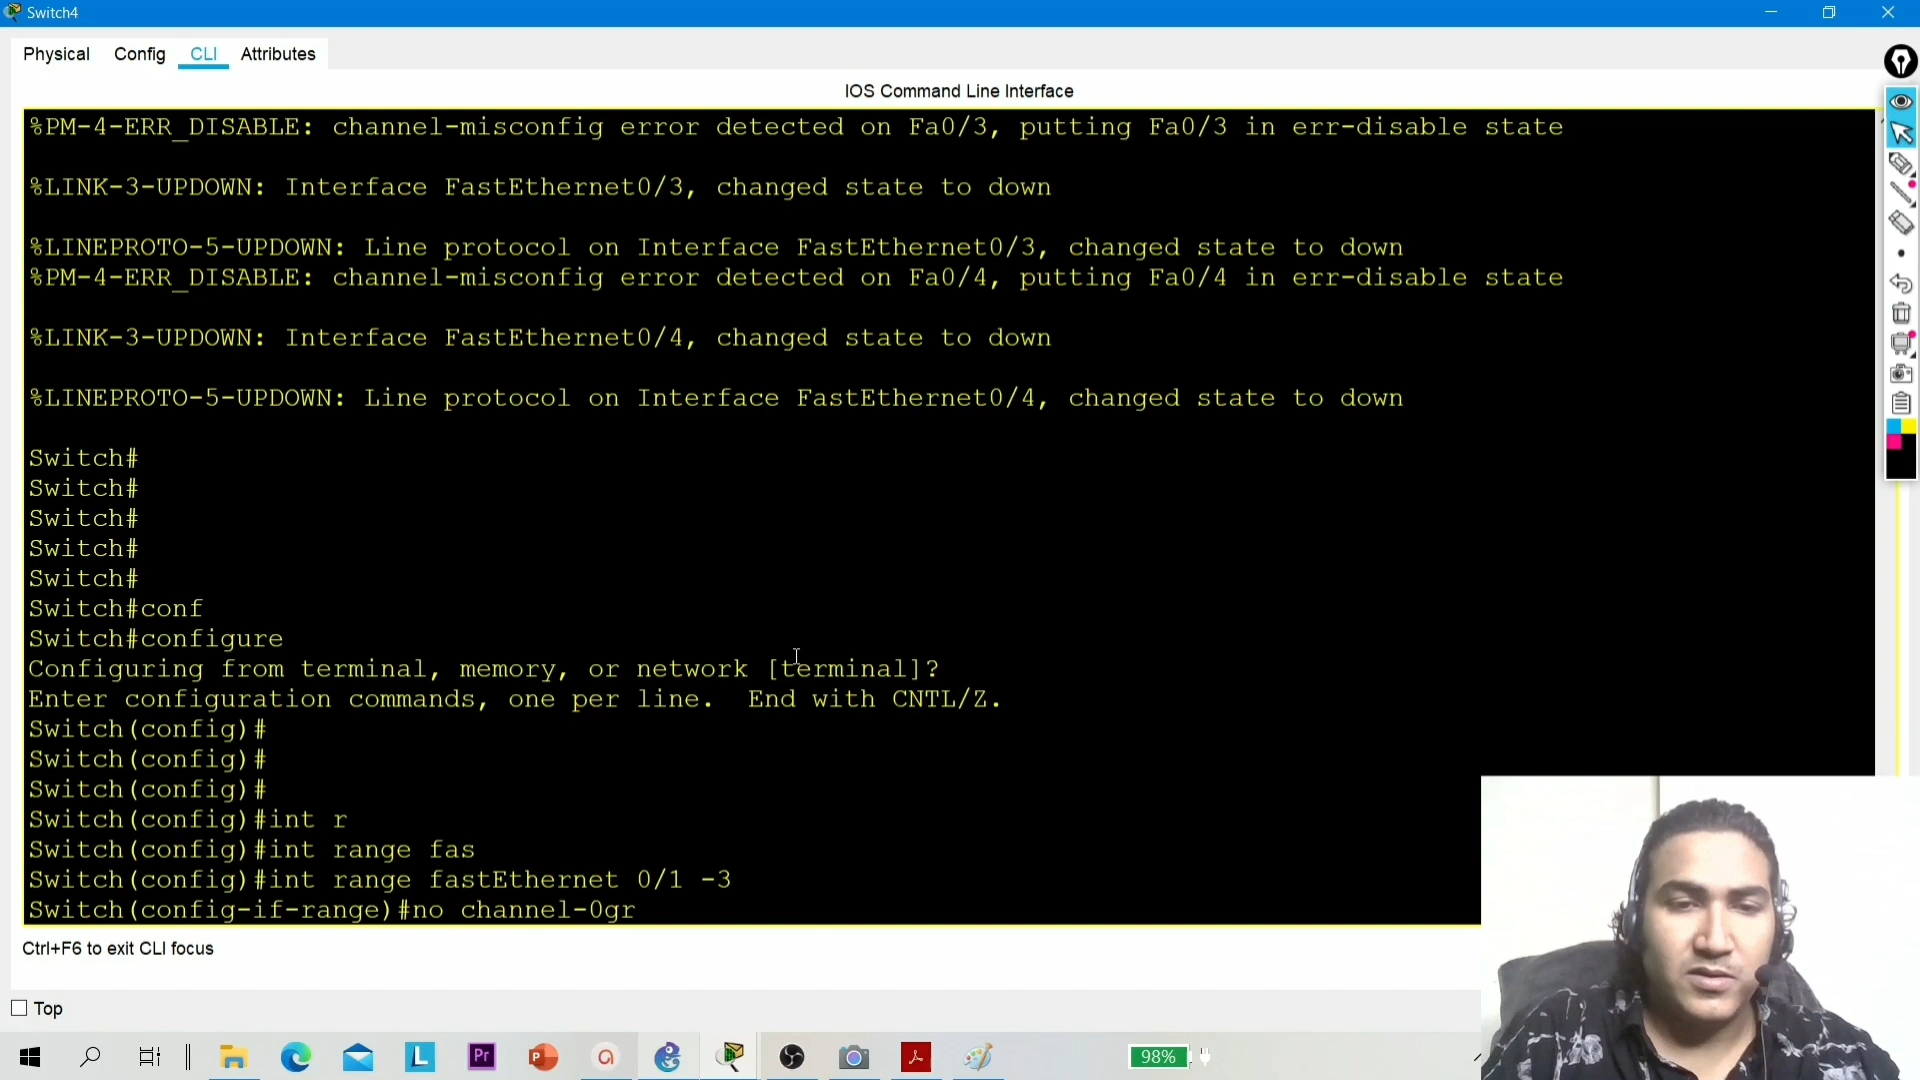 Switch4
Physical Config CLI Attributes
IOS Command Line Interface
%PM-4-ERR_DISABLE: channel-misconfig error detected on Fa0/3, putting Fa0/3 in err-disable state
%LINK-3-UPDOWN: Interface FastEthernet0/3, changed state to down
%LINEPROTO-5-UPDOWN: Line protocol on Interface FastEthernet0/3, changed state to down
%PM-4-ERR_DISABLE: channel-misconfig error detected on Fa0/4, putting Fa0/4 in err-disable state
%LINK-3-UPDOWN: Interface FastEthernet0/4, changed state to down
%LINEPROTO-5-UPDOWN: Line protocol on Interface FastEthernet0/4, changed state to down
Switch#
Switch#
Switch#
Switch#
Switch#
Switch#conf
Switch#configure
Configuring from terminal, memory, or network [terminal]?
Enter configuration commands, one per line.  End with CNTL/Z.
Switch(config)#
Switch(config)#
Switch(config)#
Switch(config)#int r
Switch(config)#int range fas
Switch(config)#int range fastEthernet 0/1 -3
Switch(config-if-range)#no channel-0gr
Ctrl+F6 to exit CLI focus
Top
L Pr P 98%